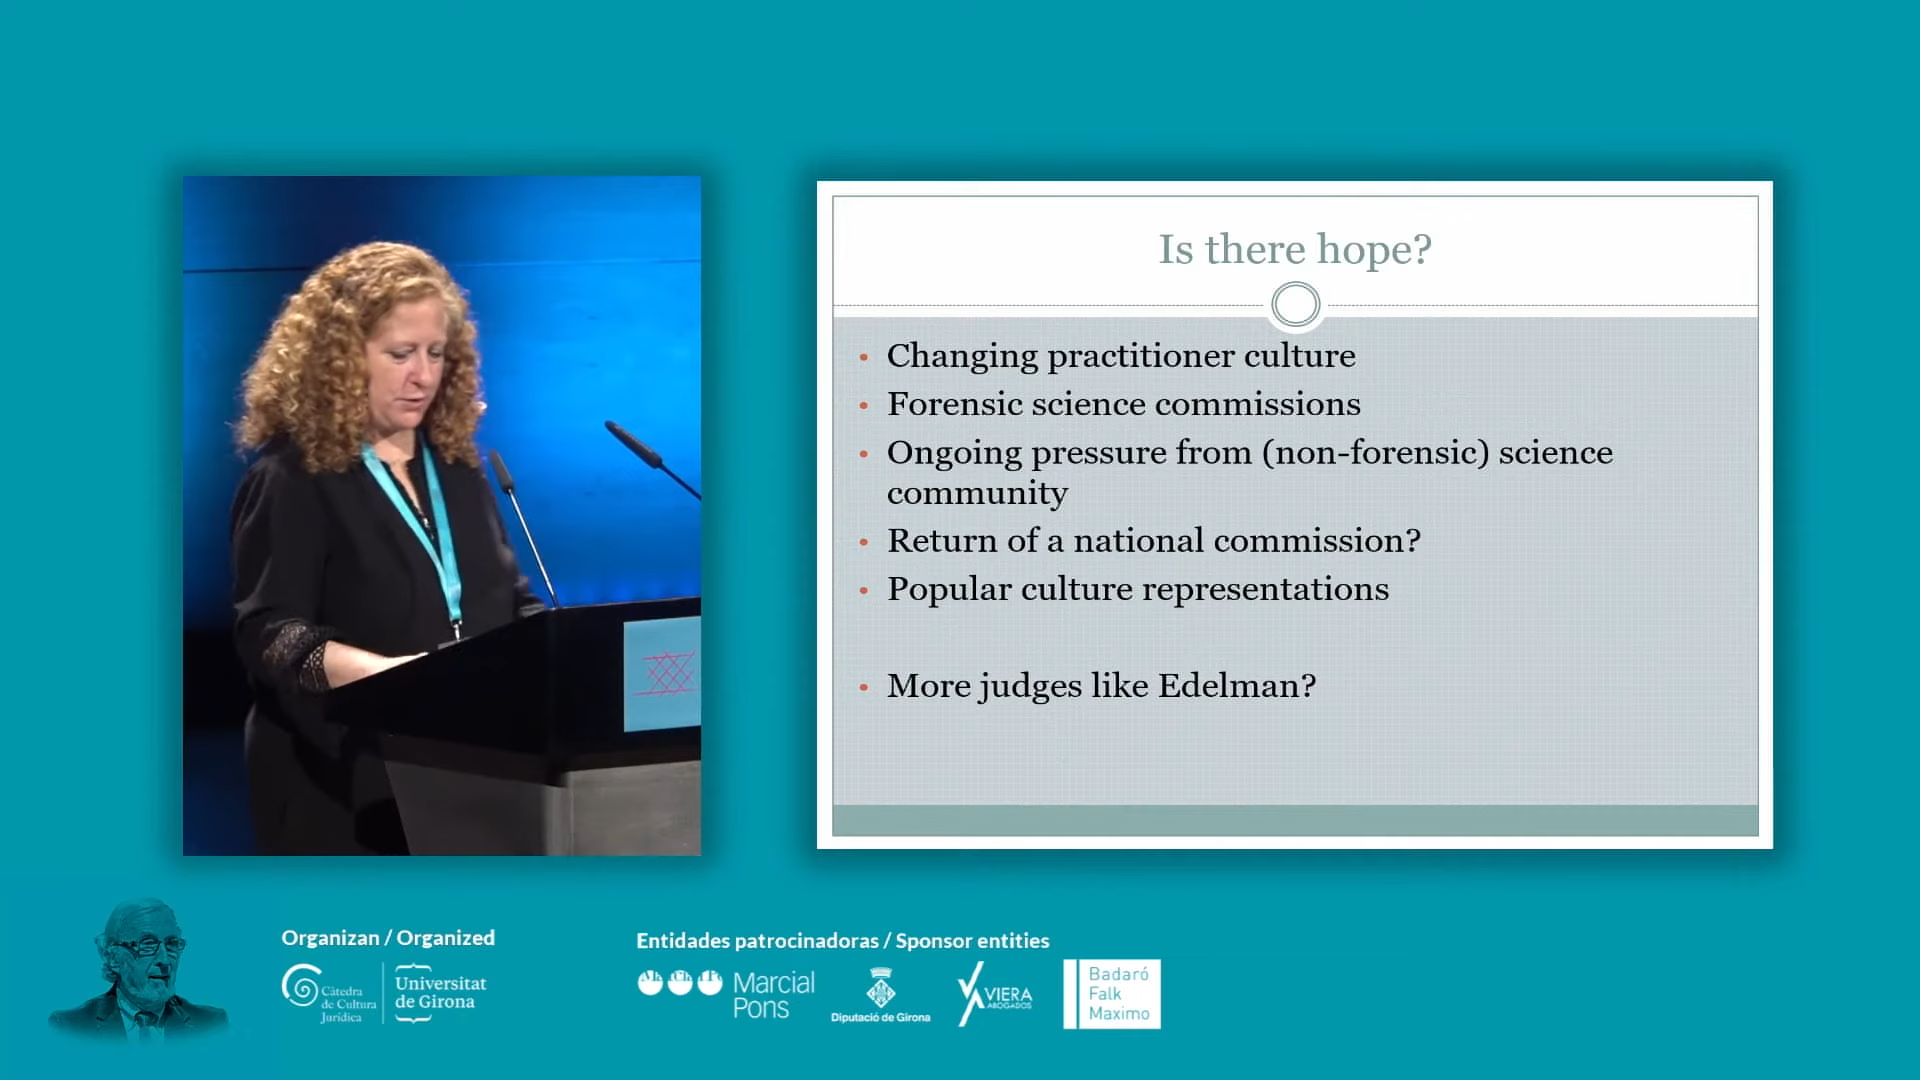 Is there hope?
• Changing practitioner culture
• Forensic science commissions
• Ongoing pressure from (non-forensic) science
community
• Return of a national commission?
• Popular culture representations
• More judges like Edelman?
Organizan / Organized
Càtedra
de Cultura
Jurídica
Universitat
de Girona
Entidades patrocinadoras / Sponsor entities
Marcial
Pons
Diputació de Girona
VIERA
ABOGADOS
Badaró
Falk
Maximo